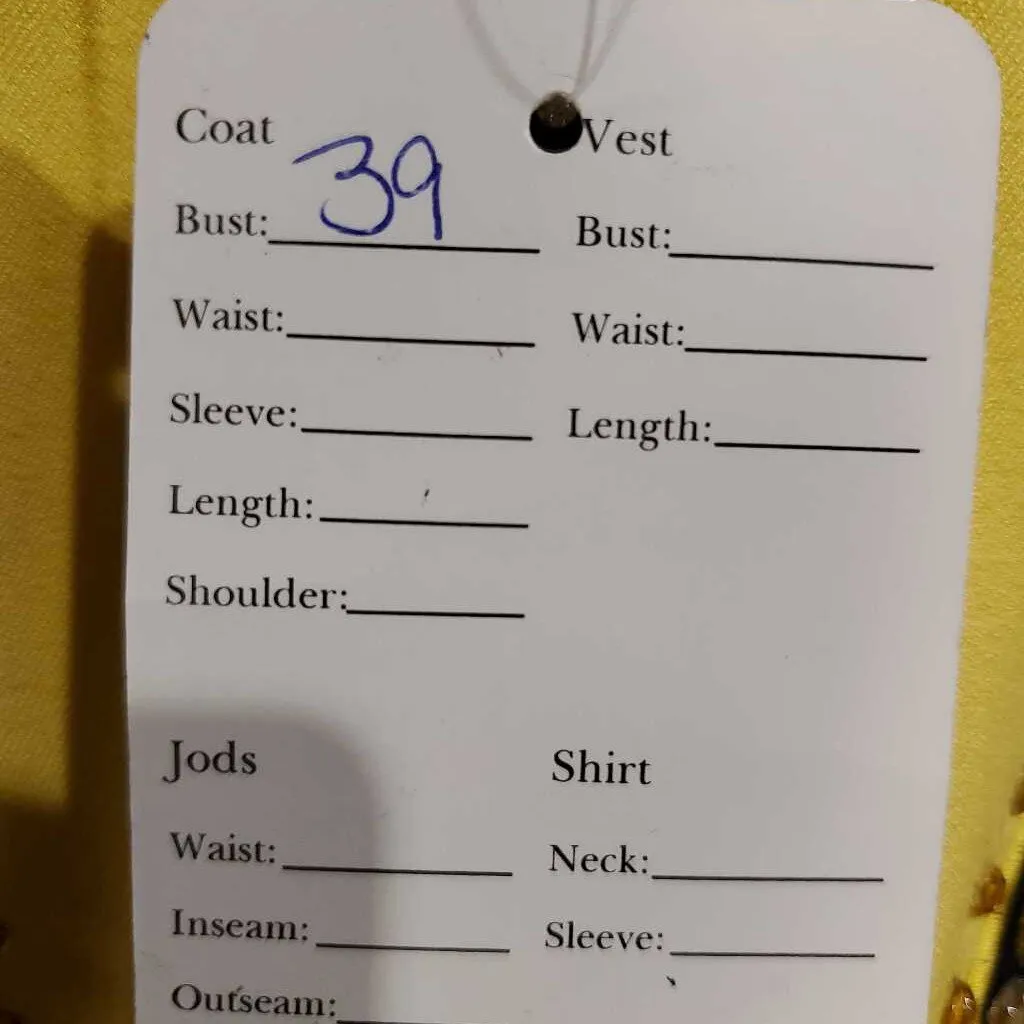 Coat
Vest
Bust: 39
Bust:
Waist:
Waist:
Sleeve:
Length:
Length:
Shoulder:
Jods
Shirt
Waist:
Neck:
Inseam:
Sleeve:
Outseam: